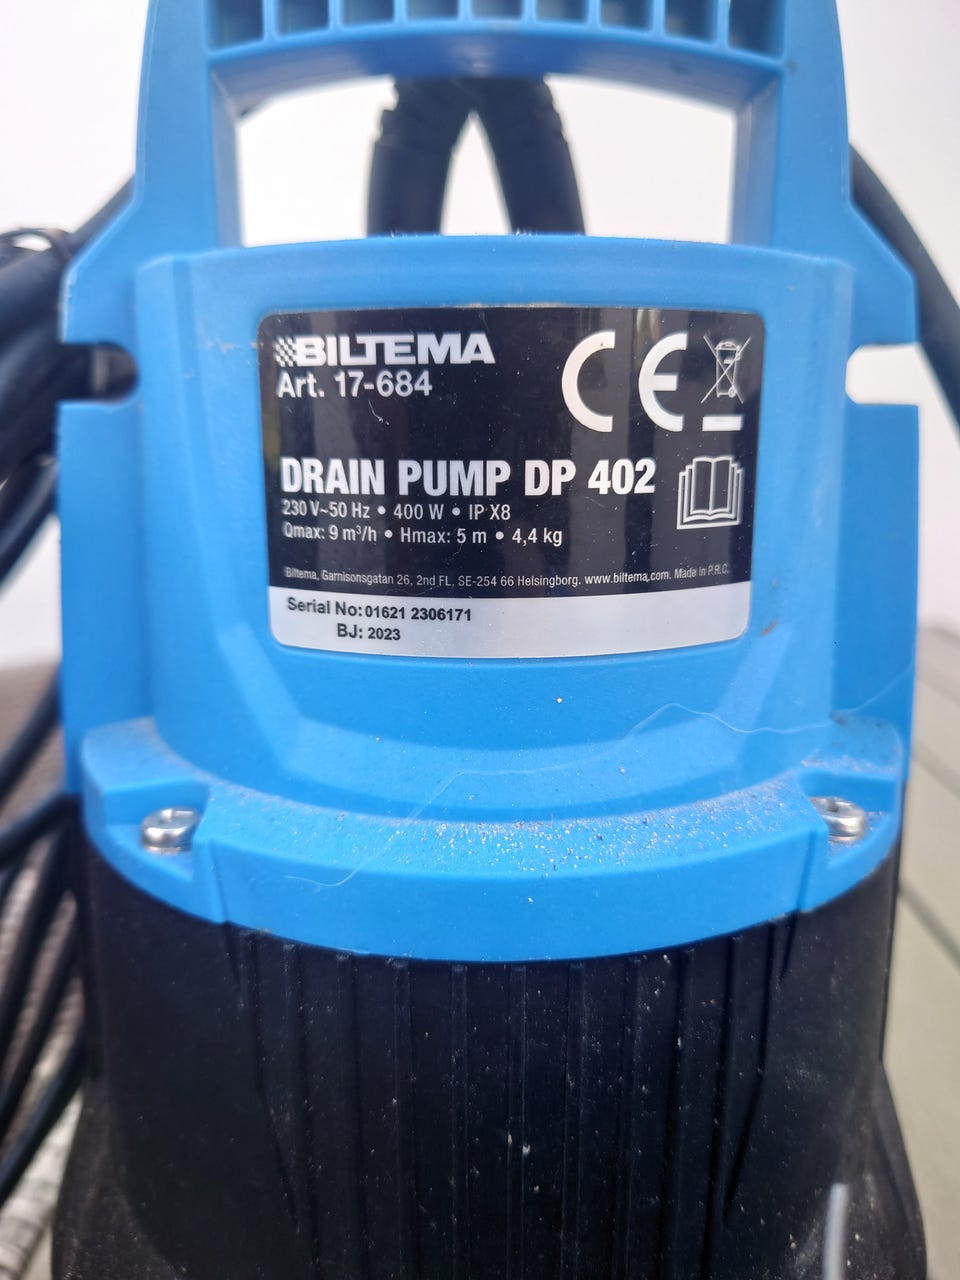 BILTEMA
Art. 17-684
CE
DRAIN PUMP DP 402
230 V~50 Hz • 400 W • IP X8
Qmax: 9 m³/h • Hmax: 5 m • 4,4 kg
Biltema, Garnisonsgatan 26, 2nd FL, SE-254 66 Helsingborg. www.biltema.com. Made in P.R.C.
Serial No: 01621 2306171
BJ: 2023